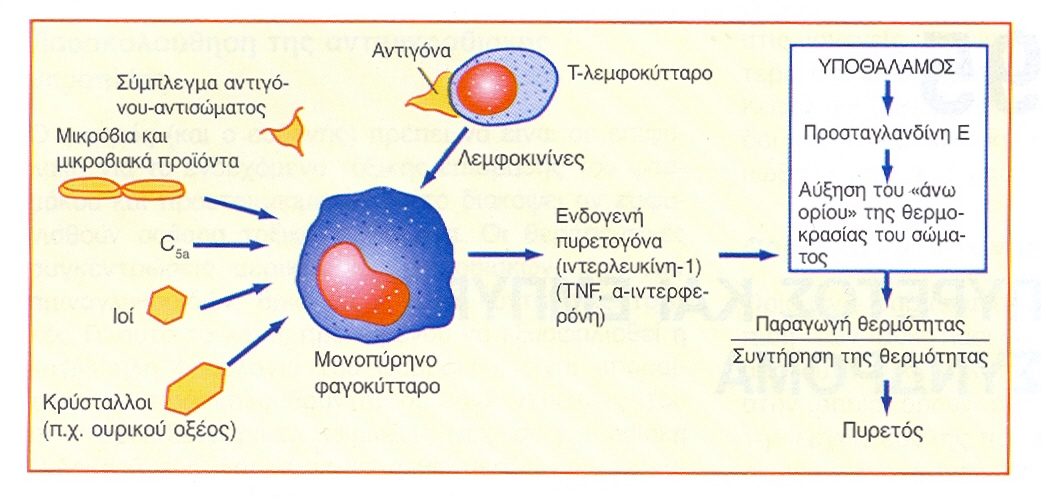 Αντιγόνα
Τ-λεμφοκύτταρο
Σύμπλεγμα αντιγό-
νου-αντισώματος
Μικρόβια και
μικροβιακά προϊόντα
Λεμφοκινίνες
C5a
Ιοί
Κρύσταλλοι
(π.χ. ουρικού οξέος)
Μονοπύρηνο
φαγοκύτταρο
Ενδογενή
πυρετογόνα
(ιντερλευκίνη-1)
(TNF, α-ιντερφε-
ρόνη)
ΥΠΟΘΑΛΑΜΟΣ
Προσταγλανδίνη Ε
Αύξηση του «άνω
ορίου» της θερμο-
κρασίας του σώμα-
τος
Παραγωγή θερμότητας
Συντήρηση της θερμότητας
Πυρετός